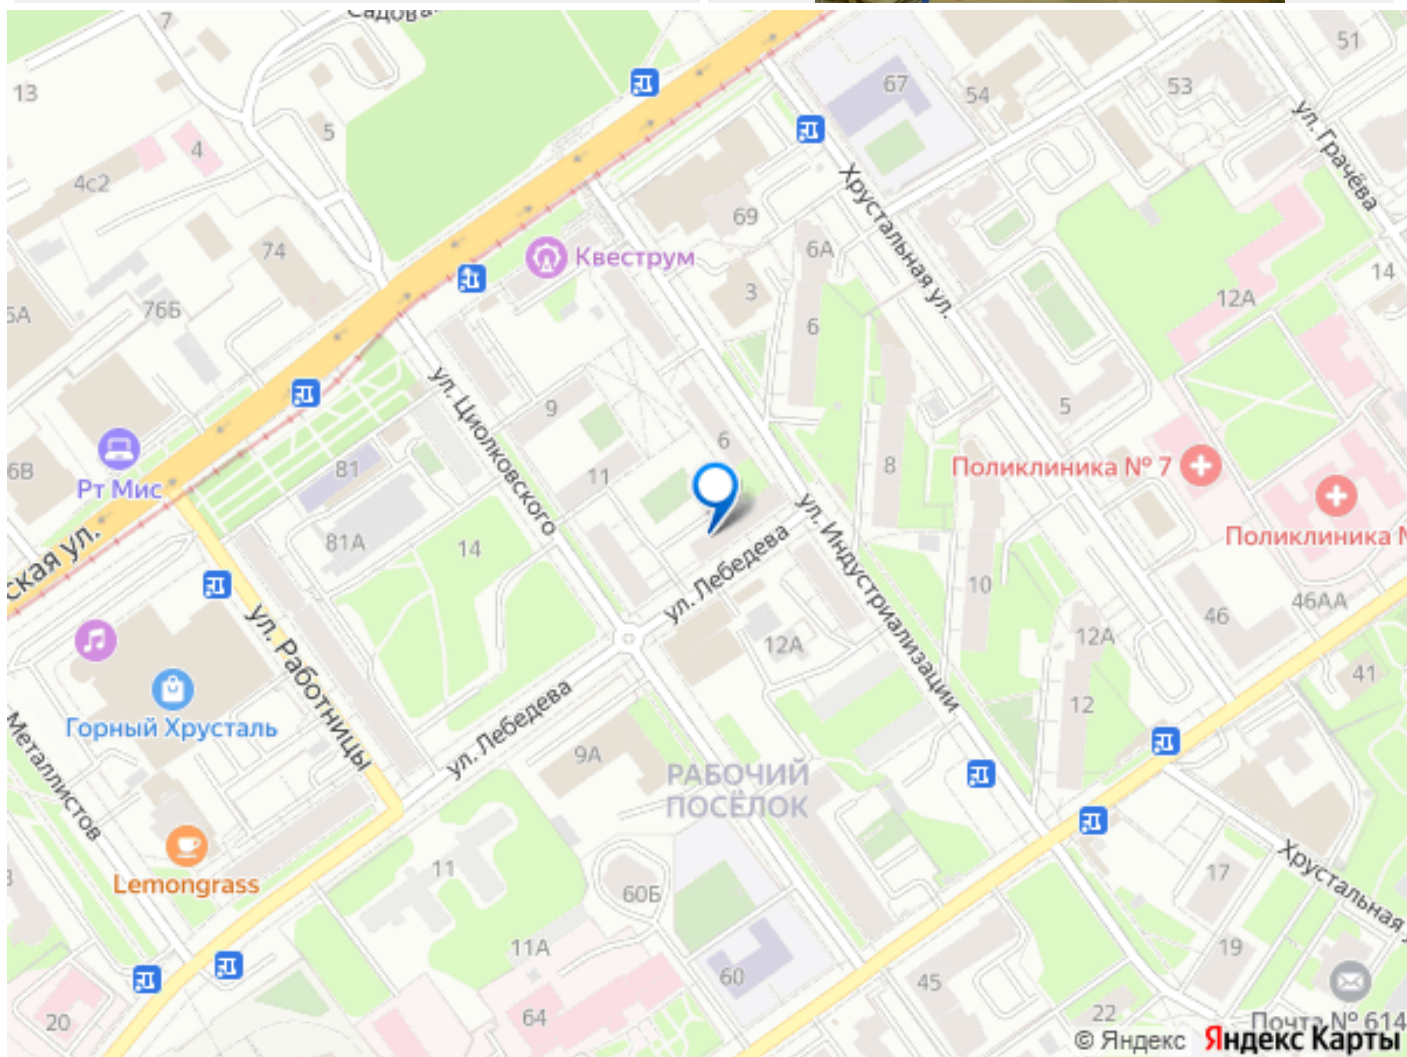 7
51
13
67
54
53
5
ул. Грачёва
4
4с2
Хрустальная ул.
69
74
6А
Квеструм
14
3
12А
76Б
6
ул. Циолковского
9
5
6
6В
Рт Мис
81
11
8
Поликлиника № 7
ул. Индустриализации
81А
14
ул. Лебедева
Поликлиника
ская ул.
10
46АА
46
ул. Работницы
12А
12А
41
Горный Хрусталь
ул. Лебедева
12
Металлистов
9А
РАБОЧИЙ
ПОСЁЛОК
Lemongrass
11
17
Хрустальная
60Б
11А
19
60
45
20
64
22
Почта № 614
© Яндекс Яндекс Карты